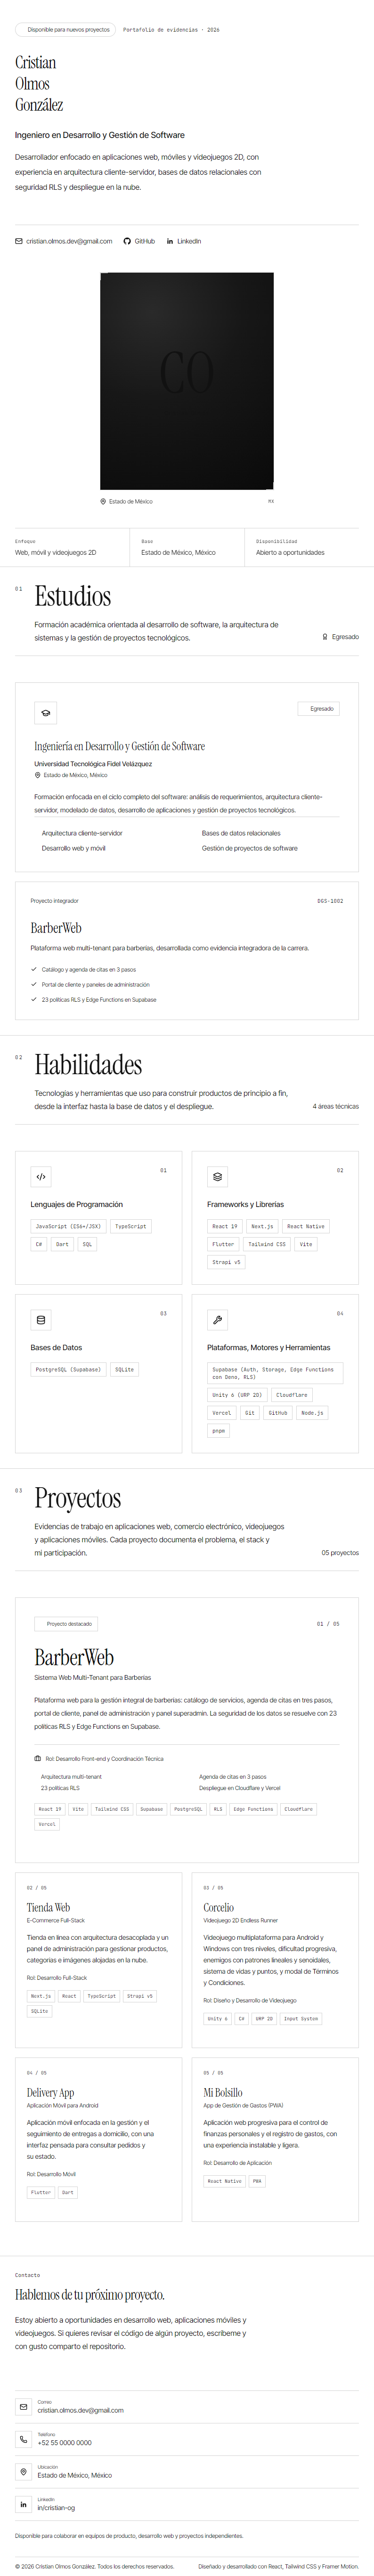 Disponible para nuevos proyectos
Portafolio de evidencias · 2026
Cristian
Olmos
González
Ingeniero en Desarrollo y Gestión de Software
Desarrollador enfocado en aplicaciones web, móviles y videojuegos 2D, con
experiencia en arquitectura cliente-servidor, bases de datos relacionales con
seguridad RLS y despliegue en la nube.
cristian.olmos.dev@gmail.com
GitHub
LinkedIn
CO
Estado de México
MX
Enfoque
Web, móvil y videojuegos 2D
Base
Estado de México, México
Disponibilidad
Abierto a oportunidades
01
Estudios
Formación académica orientada al desarrollo de software, la arquitectura de
sistemas y la gestión de proyectos tecnológicos.
Egresado
Egresado
Ingeniería en Desarrollo y Gestión de Software
Universidad Tecnológica Fidel Velázquez
Estado de México, México
Formación enfocada en el ciclo completo del software: análisis de requerimientos, arquitectura cliente-
servidor, modelado de datos, desarrollo de aplicaciones y gestión de proyectos tecnológicos.
Arquitectura cliente-servidor
Bases de datos relacionales
Desarrollo web y móvil
Gestión de proyectos de software
Proyecto integrador
DGS-1002
BarberWeb
Plataforma web multi-tenant para barberías, desarrollada como evidencia integradora de la carrera.
Catálogo y agenda de citas en 3 pasos
Portal de cliente y paneles de administración
23 políticas RLS y Edge Functions en Supabase
02
Habilidades
Tecnologías y herramientas que uso para construir productos de principio a fin,
desde la interfaz hasta la base de datos y el despliegue.
4 áreas técnicas
01
Lenguajes de Programación
JavaScript (ES6+/JSX)
TypeScript
C#
Dart
SQL
02
Frameworks y Librerías
React 19
Next.js
React Native
Flutter
Tailwind CSS
Vite
Strapi v5
03
Bases de Datos
PostgreSQL (Supabase)
SQLite
04
Plataformas, Motores y Herramientas
Supabase (Auth, Storage, Edge Functions
con Deno, RLS)
Unity 6 (URP 2D)
Cloudflare
Vercel
Git
GitHub
Node.js
pnpm
03
Proyectos
Evidencias de trabajo en aplicaciones web, comercio electrónico, videojuegos
y aplicaciones móviles. Cada proyecto documenta el problema, el stack y
mi participación.
05 proyectos
Proyecto destacado
01 / 05
BarberWeb
Sistema Web Multi-Tenant para Barberías
Plataforma web para la gestión integral de barberías: catálogo de servicios, agenda de citas en tres pasos,
portal de cliente, panel de administración y panel superadmin. La seguridad de los datos se resuelve con 23
políticas RLS y Edge Functions en Supabase.
Rol: Desarrollo Front-end y Coordinación Técnica
Arquitectura multi-tenant
Agenda de citas en 3 pasos
23 políticas RLS
Despliegue en Cloudflare y Vercel
React 19
Vite
Tailwind CSS
Supabase
PostgreSQL
RLS
Edge Functions
Cloudflare
Vercel
02 / 05
Tienda Web
E-Commerce Full-Stack
Tienda en línea con arquitectura desacoplada y un
panel de administración para gestionar productos,
categorías e imágenes alojadas en la nube.
Rol: Desarrollo Full-Stack
Next.js
React
TypeScript
Strapi v5
SQLite
03 / 05
Corcelio
Videojuego 2D Endless Runner
Videojuego multiplataforma para Android y
Windows con tres niveles, dificultad progresiva,
enemigos con patrones lineales y senoidales,
sistema de vidas y puntos, y modal de Términos
y Condiciones.
Rol: Diseño y Desarrollo de Videojuego
Unity 6
C#
URP 2D
Input System
04 / 05
Delivery App
Aplicación Móvil para Android
Aplicación móvil enfocada en la gestión y el
seguimiento de entregas a domicilio, con una
interfaz pensada para consultar pedidos y
su estado.
Rol: Desarrollo Móvil
Flutter
Dart
05 / 05
Mi Bolsillo
App de Gestión de Gastos (PWA)
Aplicación web progresiva para el control de
finanzas personales y el registro de gastos, con
una experiencia instalable y ligera.
Rol: Desarrollo de Aplicación
React Native
PWA
Contacto
Hablemos de tu próximo proyecto.
Estoy abierto a oportunidades en desarrollo web, aplicaciones móviles y
videojuegos. Si quieres revisar el código de algún proyecto, escríbeme y
con gusto comparto el repositorio.
Correo
cristian.olmos.dev@gmail.com
Teléfono
+52 55 0000 0000
Ubicación
Estado de México, México
LinkedIn
in/cristian-og
Disponible para colaborar en equipos de producto, desarrollo web y proyectos independientes.
© 2026 Cristian Olmos González. Todos los derechos reservados.
Diseñado y desarrollado con React, Tailwind CSS y Framer Motion.